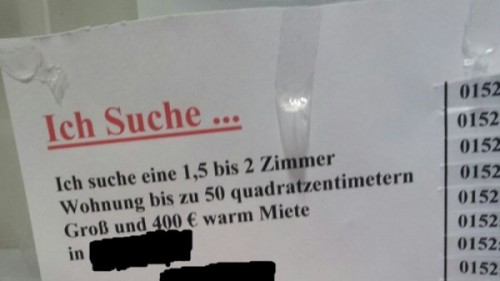 Ich Suche ...
Ich suche eine 1,5 bis 2 Zimmer
Wohnung bis zu 50 quadratzentimetern
Groß und 400 € warm Miete
in
0152
0152
0152
0152
0152
0152
0152
0152